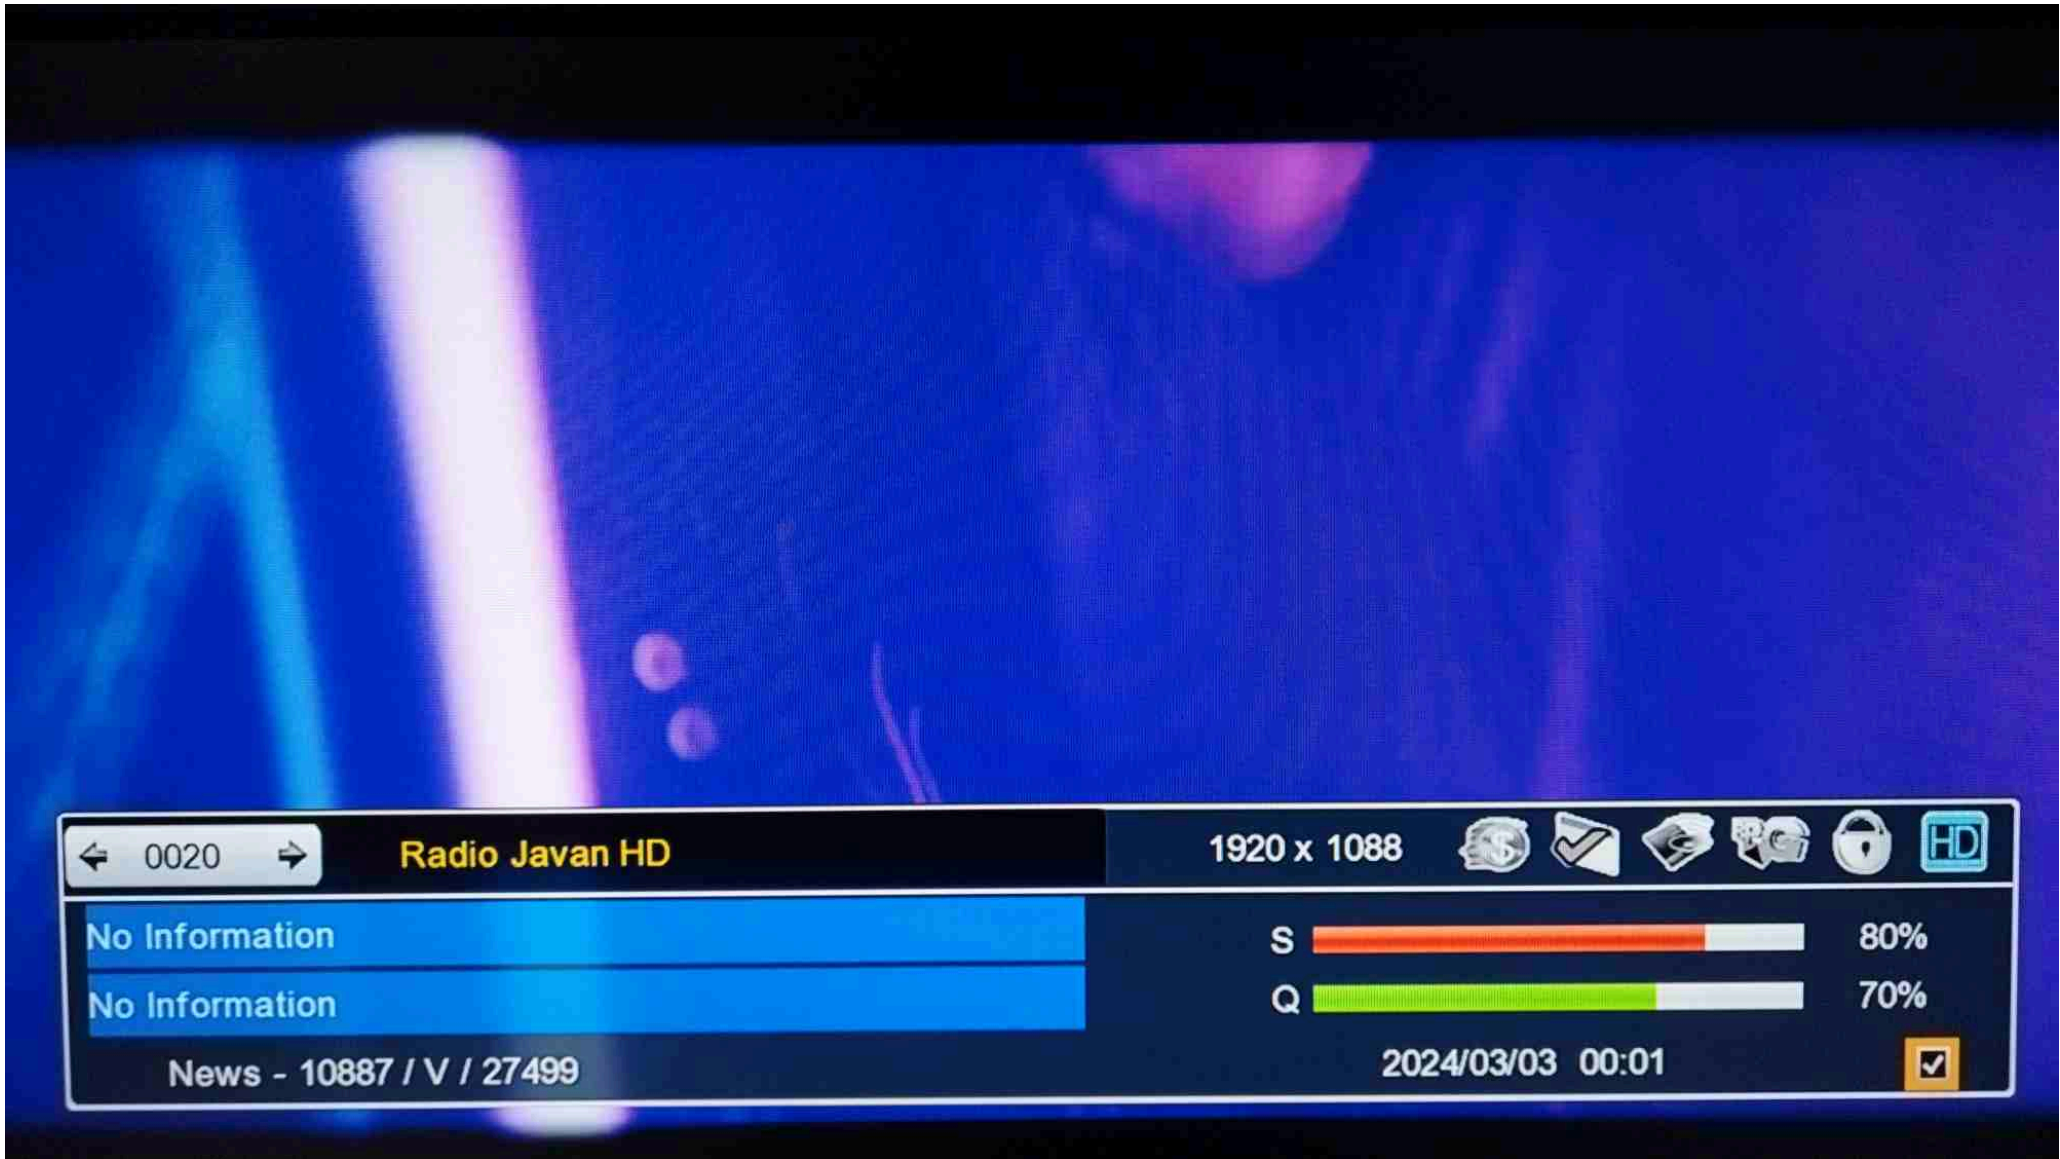 0020
Radio Javan HD
1920 x 1088
HD
No Information
S 80%
No Information
Q 70%
News - 10887 / V / 27499
2024/03/03 00:01